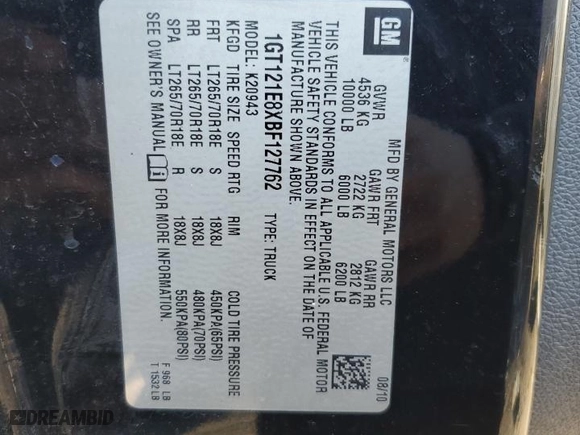 GM
MFD BY GENERAL MOTORS LLC 08/10
GVWR GAWR FRT GAWR RR
4536 KG 2722 KG 2812 KG
10000 LB 6000 LB 6200 LB
THIS VEHICLE CONFORMS TO ALL APPLICABLE U.S. FEDERAL MOTOR
VEHICLE SAFETY STANDARDS IN EFFECT ON THE DATE OF
MANUFACTURE SHOWN ABOVE.
1GT121E8XBF127762 TYPE: TRUCK
MODEL: K20943
KFGD TIRE SIZE SPEED RTG RIM COLD TIRE PRESSURE
FRT LT265/70R18E S 18X8J 450KPA(65PSI)
RR LT265/70R18E S 18X8J 480KPA(70PSI)
SPA LT265/70R18E R 18X8J 550KPA(80PSI)
SEE OWNER'S MANUAL i FOR MORE INFORMATION.
F 968 LB
T 1532 LB
DREAMBID